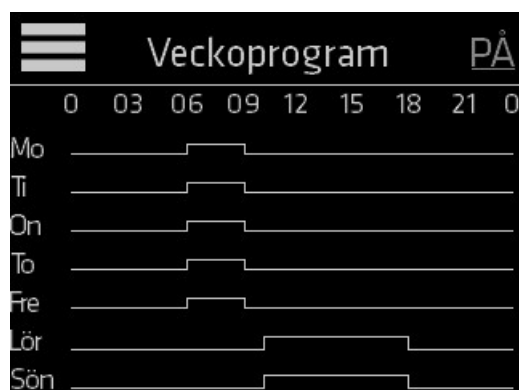 Veckoprogram PÅ
0 03 06 09 12 15 18 21 0
Mo
Ti
On
To
Fre
Lör
Sön